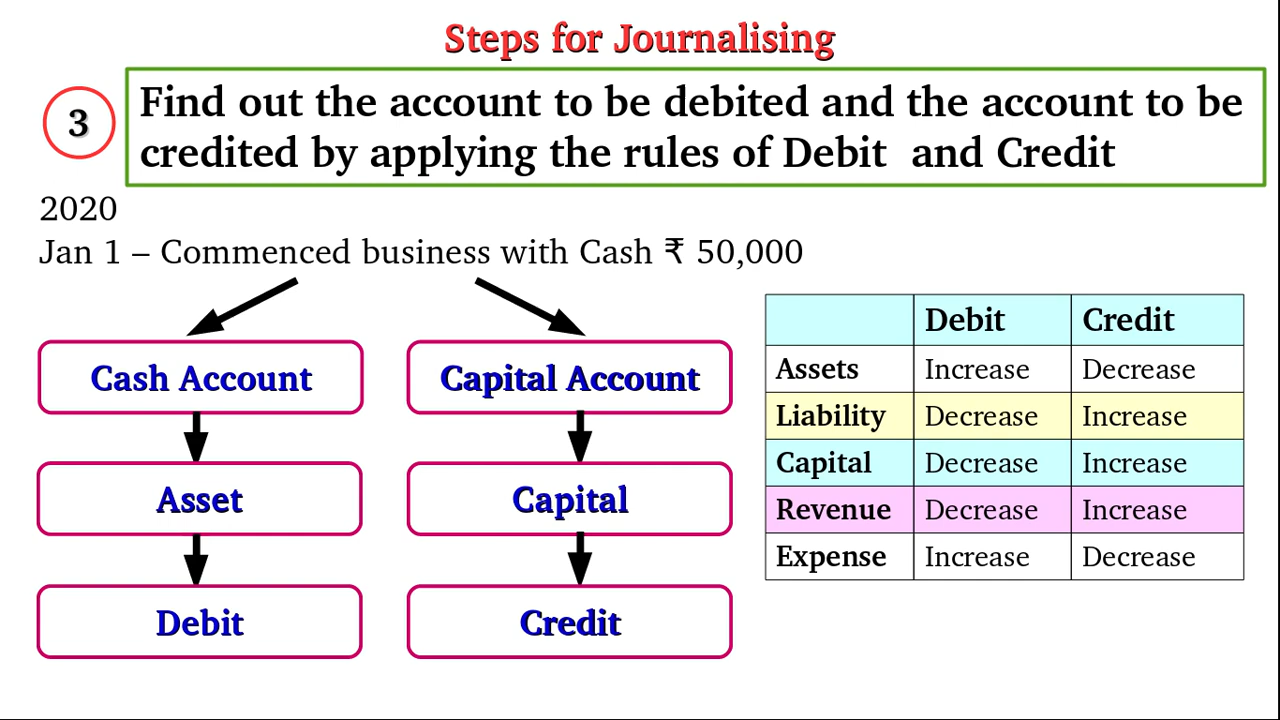 Steps for Journalising
3
Find out the account to be debited and the account to be
credited by applying the rules of Debit and Credit
2020
Jan 1 – Commenced business with Cash ₹ 50,000
Cash Account
Capital Account
Asset
Capital
Debit
Credit
Debit Credit
Assets Increase Decrease
Liability Decrease Increase
Capital Decrease Increase
Revenue Decrease Increase
Expense Increase Decrease